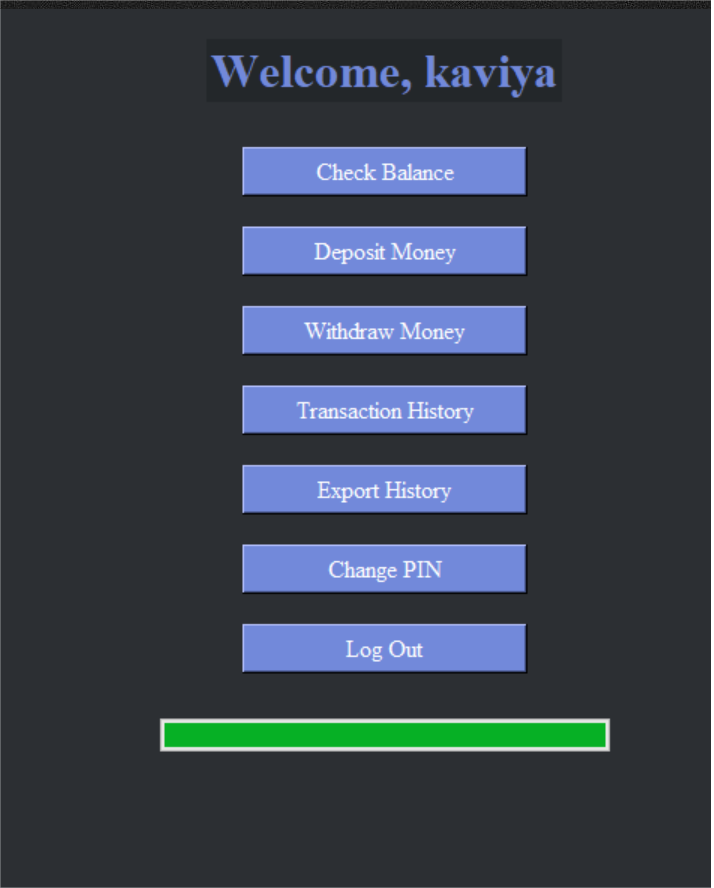 Welcome, kaviya
Check Balance
Deposit Money
Withdraw Money
Transaction History
Export History
Change PIN
Log Out